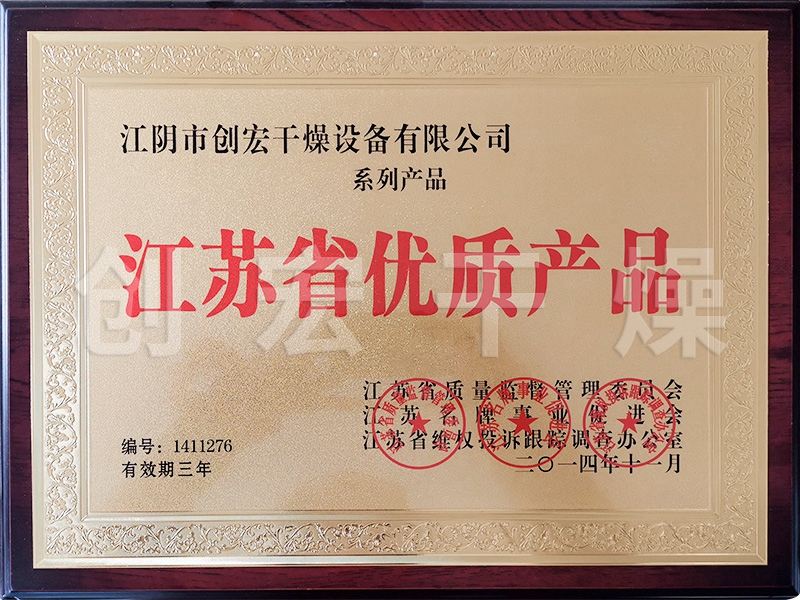 江阴市创宏干燥设备有限公司
系列产品
江苏省优质产品
创宏干燥
江苏省质量监督管理委员会
江苏名牌事业促进会
江苏省维权投诉跟踪调查办公室
二〇一四年十一月
编号：1411276
有效期三年